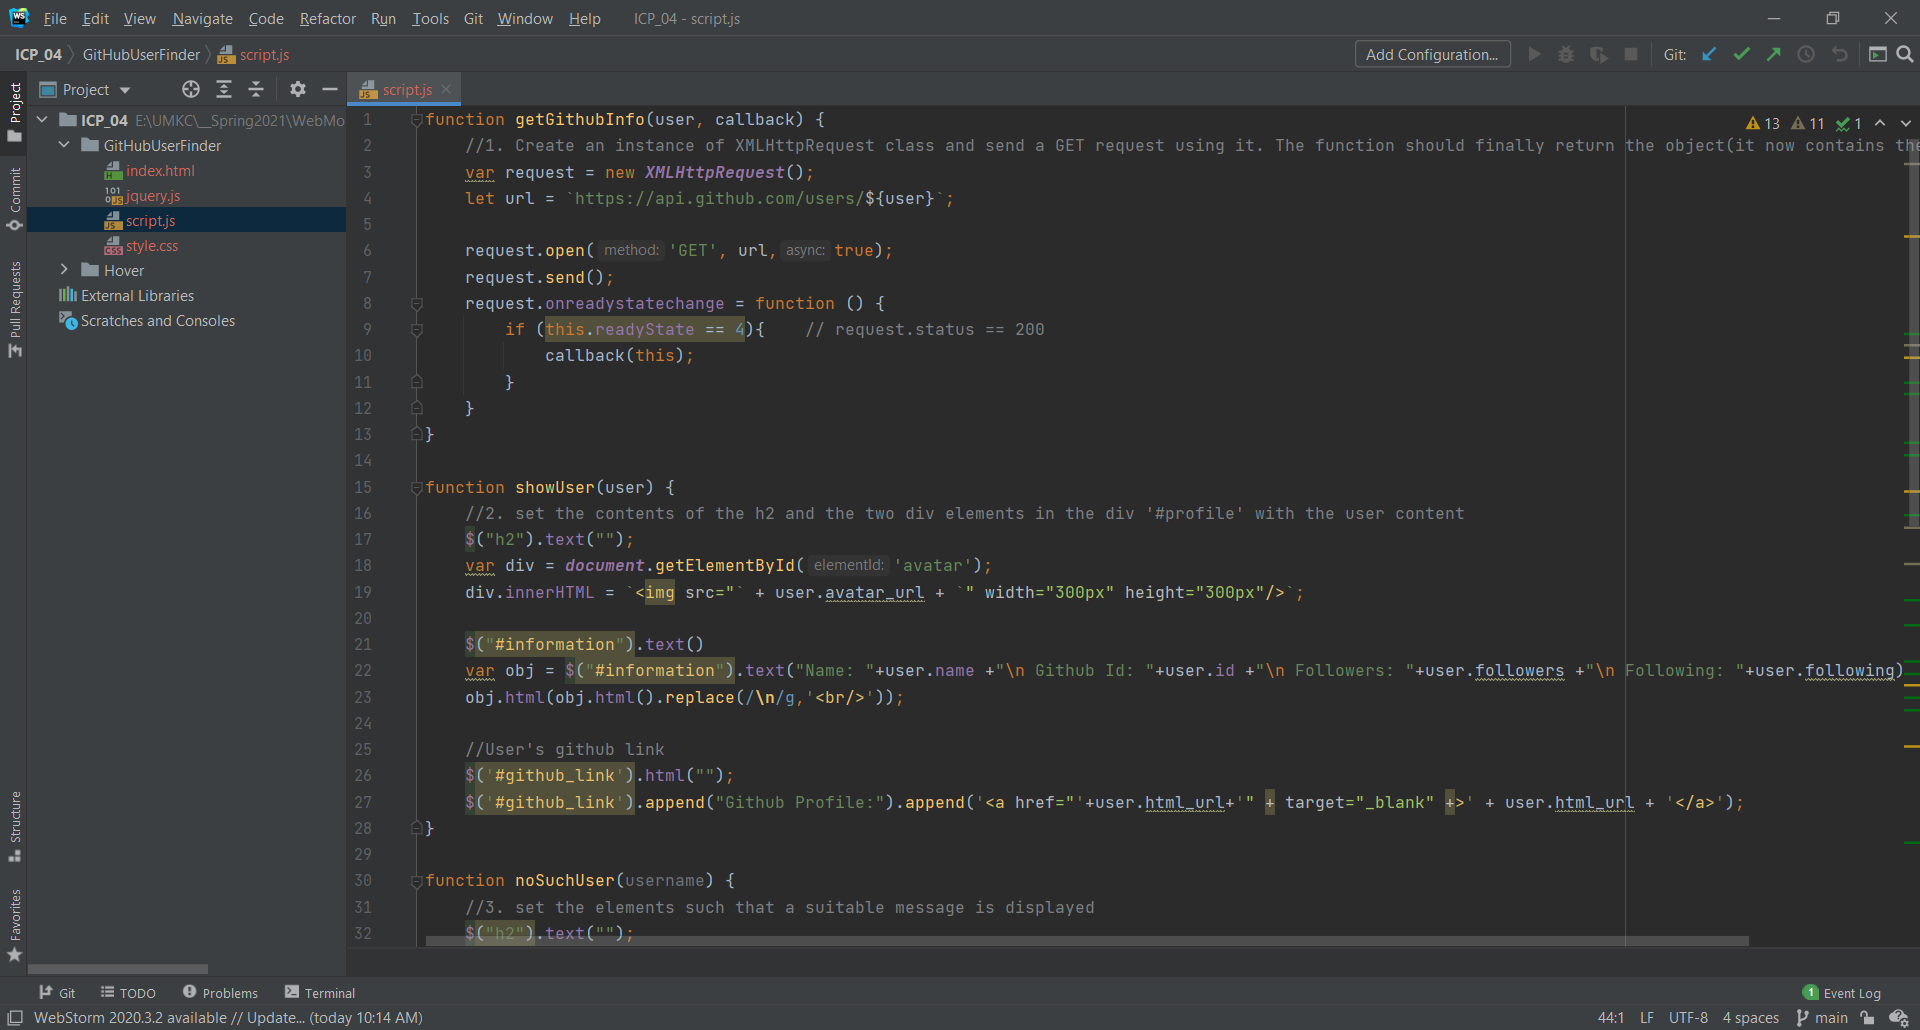 WS File Edit View Navigate Code Refactor Run Tools Git Window Help ICP_04 - script.js
ICP_04 GitHubUserFinder script.js Add Configuration... Git:
Project script.js
ICP_04 E:\UMKC\__Spring2021\WebMo
GitHubUserFinder
index.html
jquery.js
script.js
style.css
Hover
External Libraries
Scratches and Consoles
Project
Commit
Pull Requests
Structure
Favorites
13 11 1
1 function getGithubInfo(user, callback) {
2 //1. Create an instance of XMLHttpRequest class and send a GET request using it. The function should finally return the object(it now contains the
3 var request = new XMLHttpRequest();
4 let url = `https://api.github.com/users/${user}`;
5
6 request.open( method: 'GET', url, async: true);
7 request.send();
8 request.onreadystatechange = function () {
9 if (this.readyState == 4){ // request.status == 200
10 callback(this);
11 }
12 }
13 }
14
15 function showUser(user) {
16 //2. set the contents of the h2 and the two div elements in the div '#profile' with the user content
17 $("h2").text("");
18 var div = document.getElementById( elementId: 'avatar');
19 div.innerHTML = `<img src="` + user.avatar_url + `" width="300px" height="300px"/>`;
20
21 $("#information").text()
22 var obj = $("#information").text("Name: "+user.name +"\n Github Id: "+user.id +"\n Followers: "+user.followers +"\n Following: "+user.following)
23 obj.html(obj.html().replace(/\n/g,'<br/>'));
24
25 //User's github link
26 $('#github_link').html("");
27 $('#github_link').append("Github Profile:").append('<a href="'+user.html_url+'" + target="_blank" +>' + user.html_url + '</a>');
28 }
29
30 function noSuchUser(username) {
31 //3. set the elements such that a suitable message is displayed
32 $("h2").text("");
Git TODO Problems Terminal 1 Event Log
WebStorm 2020.3.2 available // Update... (today 10:14 AM) 44:1 LF UTF-8 4 spaces main